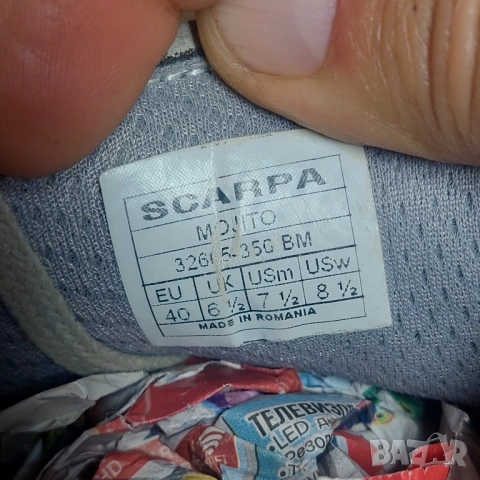 SCARPA
MOJITO
32605-350 BM
EU UK USm USw
40 6 ½ 7 ½ 8 ½
MADE IN ROMANIA
ТЕЛЕВИЗ
LED
BAZAR